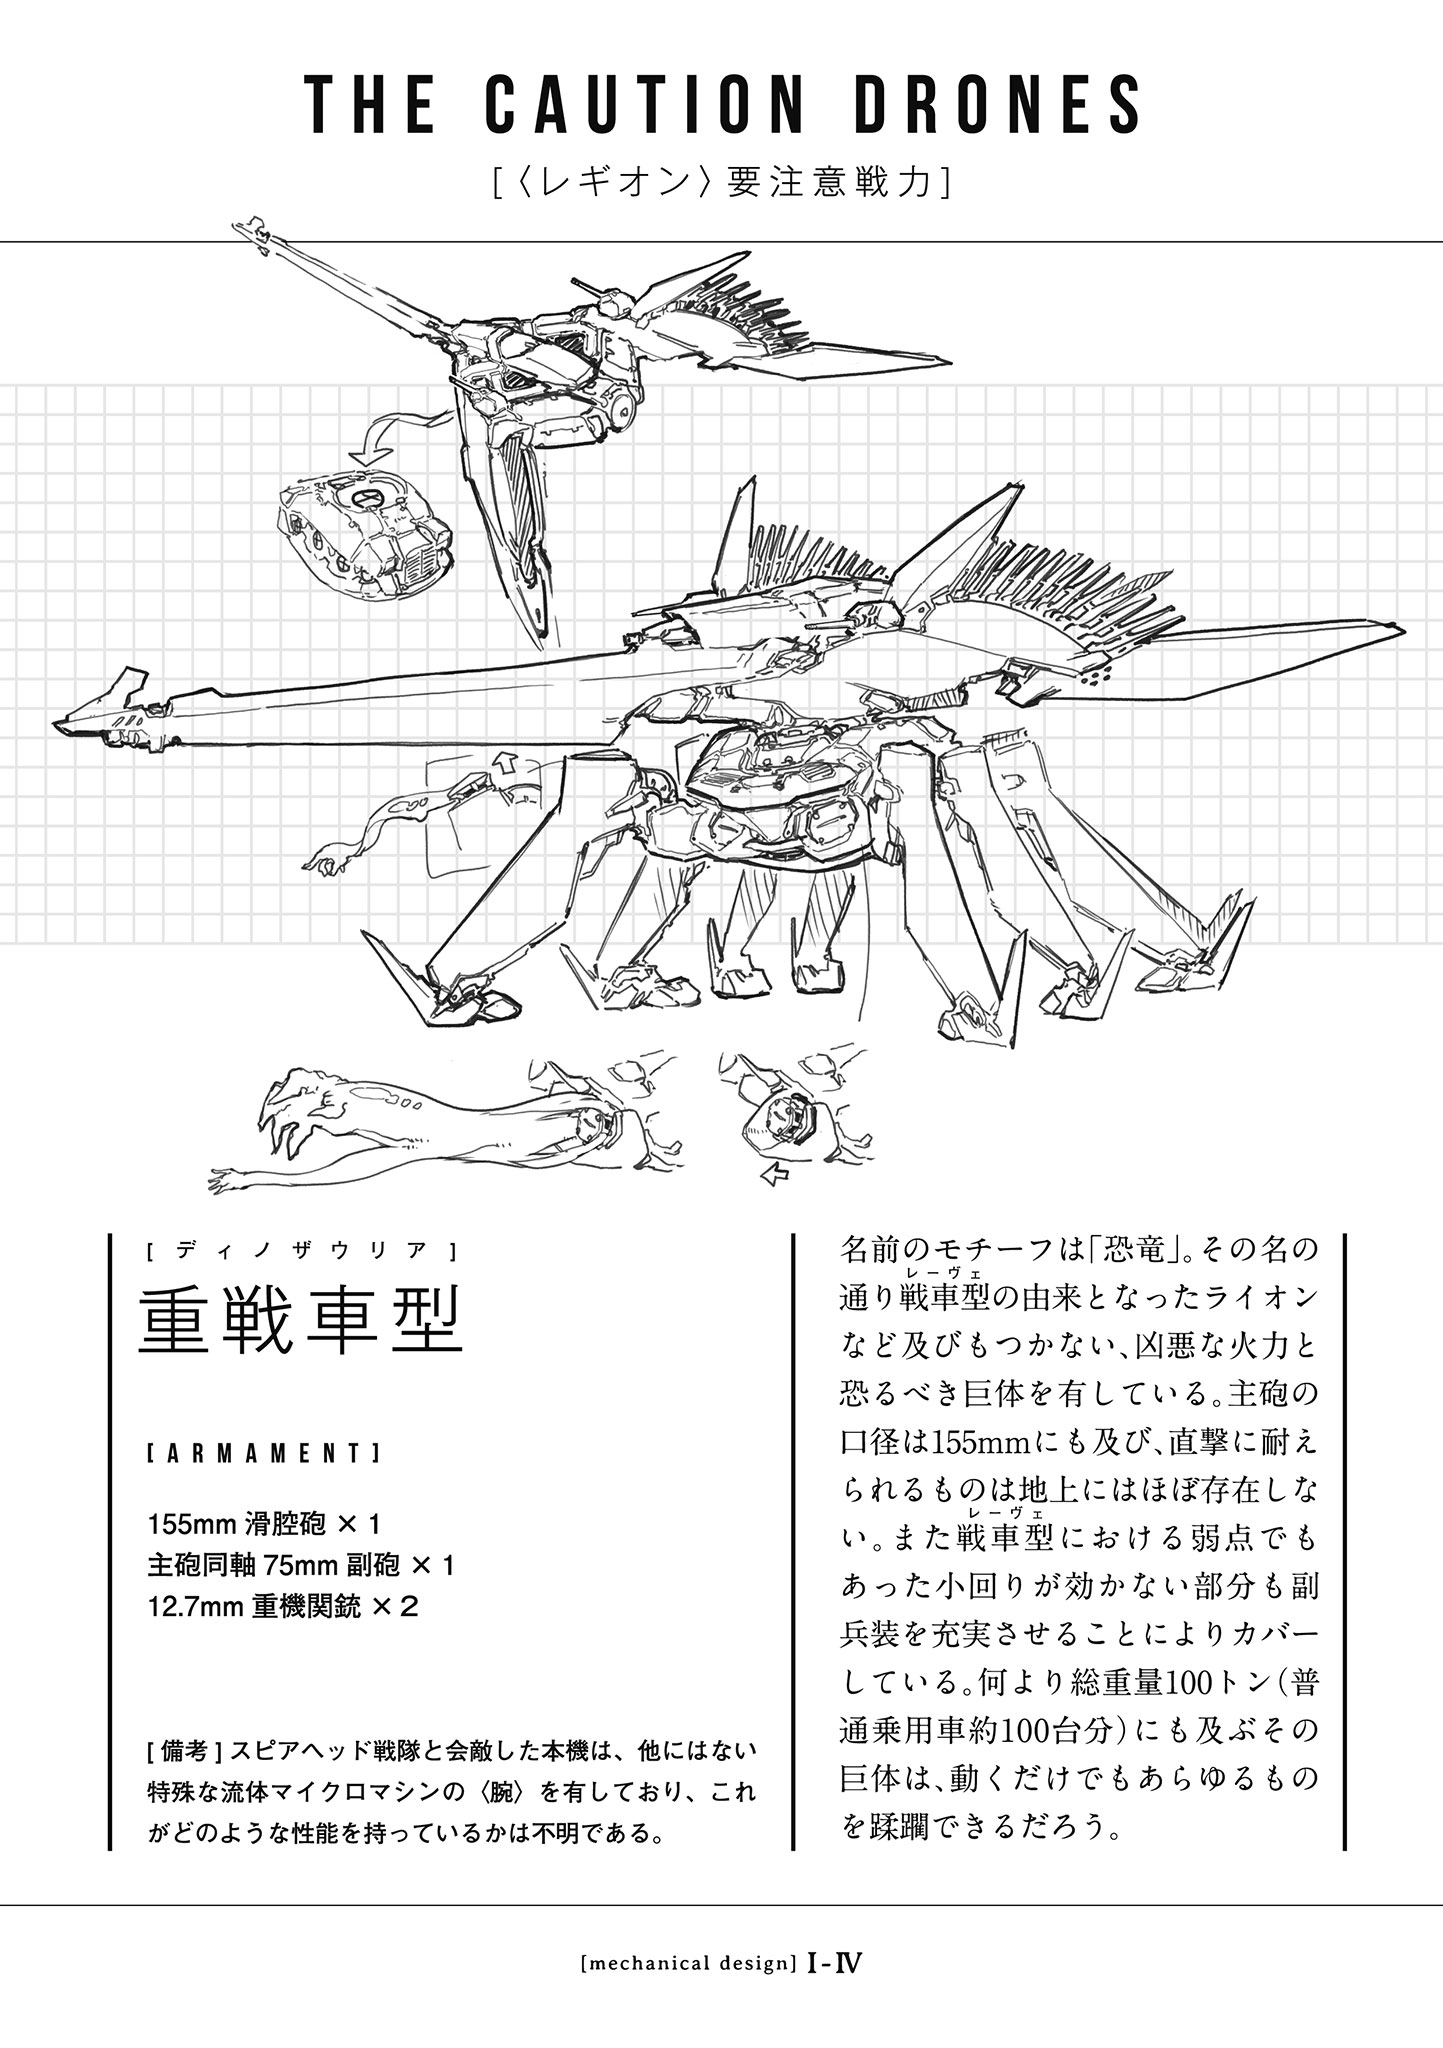 THE CAUTION DRONES
[〈レギオン〉要注意戦力]
[ディノザウリア]
重戦車型
[ARMAMENT]
155mm 滑腔砲 × 1
主砲同軸 75mm 副砲 × 1
12.7mm 重機関銃 × 2
[ 備考 ] スピアヘッド戦隊と会敵した本機は、他にはない
特殊な流体マイクロマシンの〈腕〉を有しており、これ
がどのような性能を持っているかは不明である。
名前のモチーフは「恐竜」。その名の
レーヴェ
通り戦車型の由来となったライオン
など及びもつかない、凶悪な火力と
恐るべき巨体を有している。主砲の
口径は155mmにも及び、直撃に耐え
られるものは地上にはほぼ存在しな
レーヴェ
い。また戦車型における弱点でも
あった小回りが効かない部分も副
兵装を充実させることによりカバー
している。何より総重量100トン（普
通乗用車約100台分）にも及ぶその
巨体は、動くだけでもあらゆるもの
を蹂躙できるだろう。
[mechanical design] I-IV